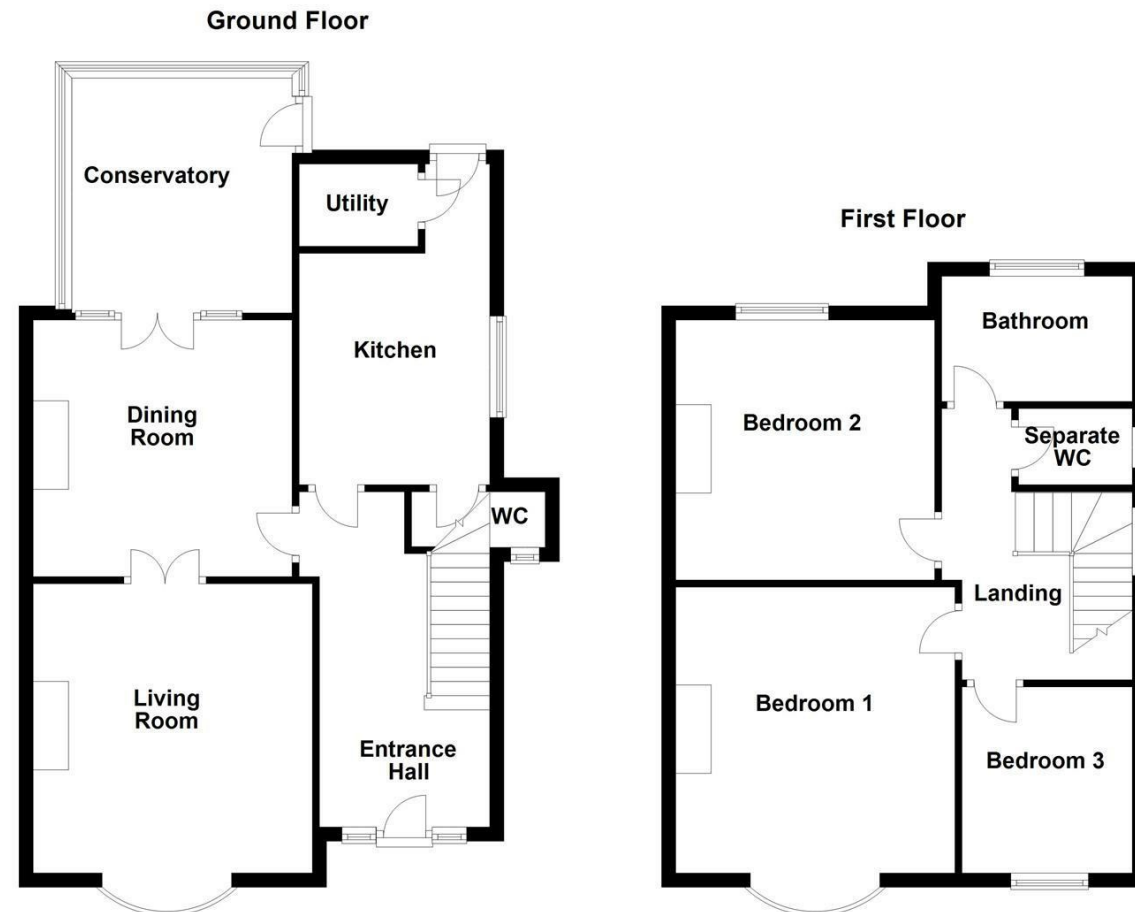 Ground Floor
Conservatory
Utility
Kitchen
Dining
Room
WC
Living
Room
Entrance
Hall
First Floor
Bathroom
Bedroom 2
Separate
WC
Landing
Bedroom 1
Bedroom 3